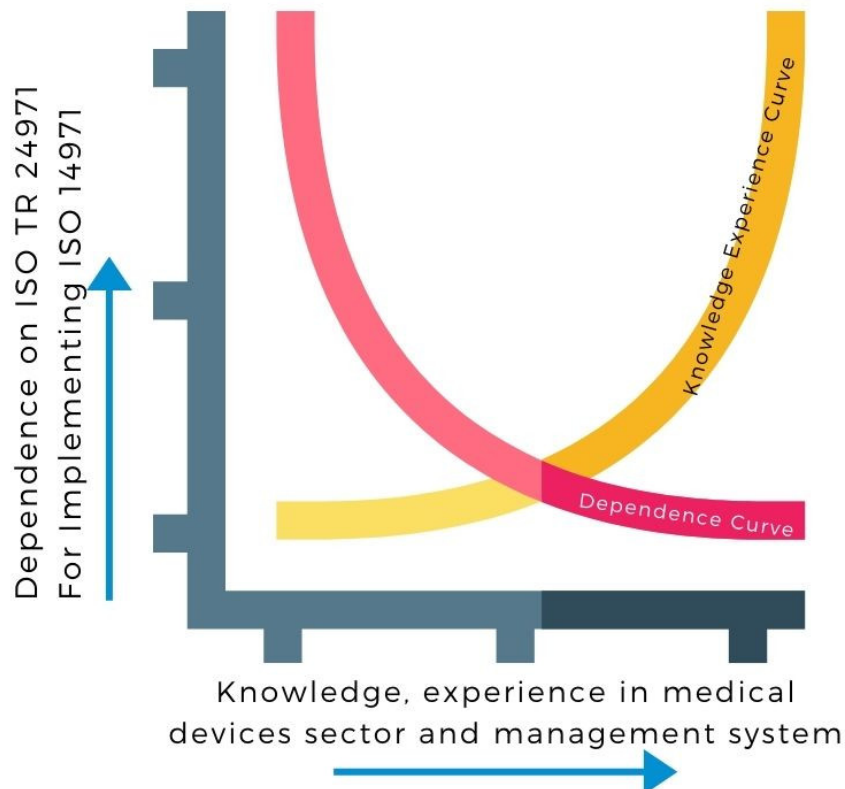 Dependence on ISO TR 24971
For Implementing ISO 14971
Knowledge Experience Curve
Dependence Curve
Knowledge, experience in medical
devices sector and management system